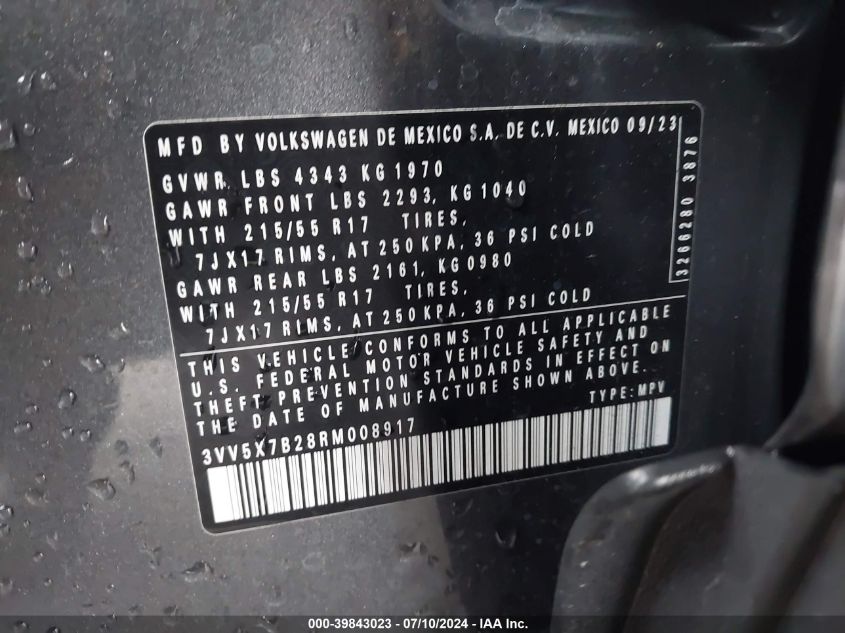 MFD BY VOLKSWAGEN DE MEXICO S.A. DE C.V. MEXICO 09/23
GVWR LBS 4343 KG 1970
GAWR FRONT LBS 2293, KG 1040
WITH 215/55 R17 TIRES,
7JX17 RIMS, AT 250 KPA, 36 PSI COLD
GAWR REAR LBS 2161, KG 0980
WITH 215/55 R17 TIRES,
7JX17 RIMS, AT 250 KPA, 36 PSI COLD
3266280 3876
THIS VEHICLE CONFORMS TO ALL APPLICABLE
U.S. FEDERAL MOTOR VEHICLE SAFETY AND
THEFT PREVENTION STANDARDS IN EFFECT ON
THE DATE OF MANUFACTURE SHOWN ABOVE.
TYPE: MPV
3VV5X7B28RM008917
000-39843023 - 07/10/2024 - IAA Inc.